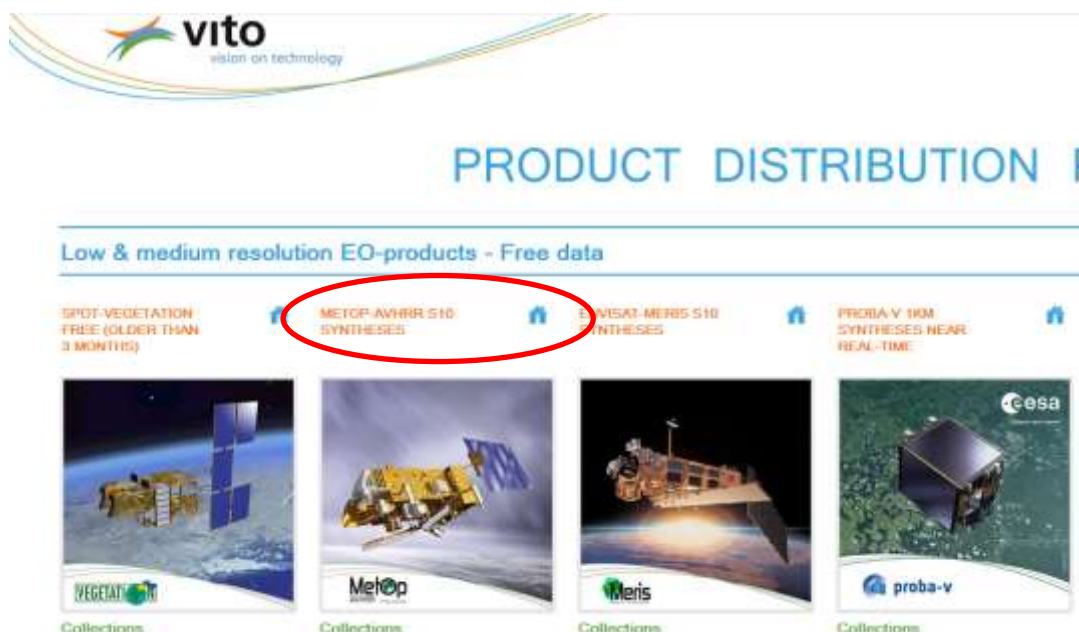 vito
vision on technology
PRODUCT DISTRIBUTION
Low & medium resolution EO-products - Free data
SPOT-VEGETATION
FREE (OLDER THAN
3 MONTHS)
METOP-AVHRR S10
SYNTHESES
ENVISAT-MERIS S10
SYNTHESES
PROBA-V 1KM
SYNTHESES NEAR
REAL-TIME
esa
VEGETATION
MetOp
Meris
proba-v
Collections
Collections
Collections
Collections